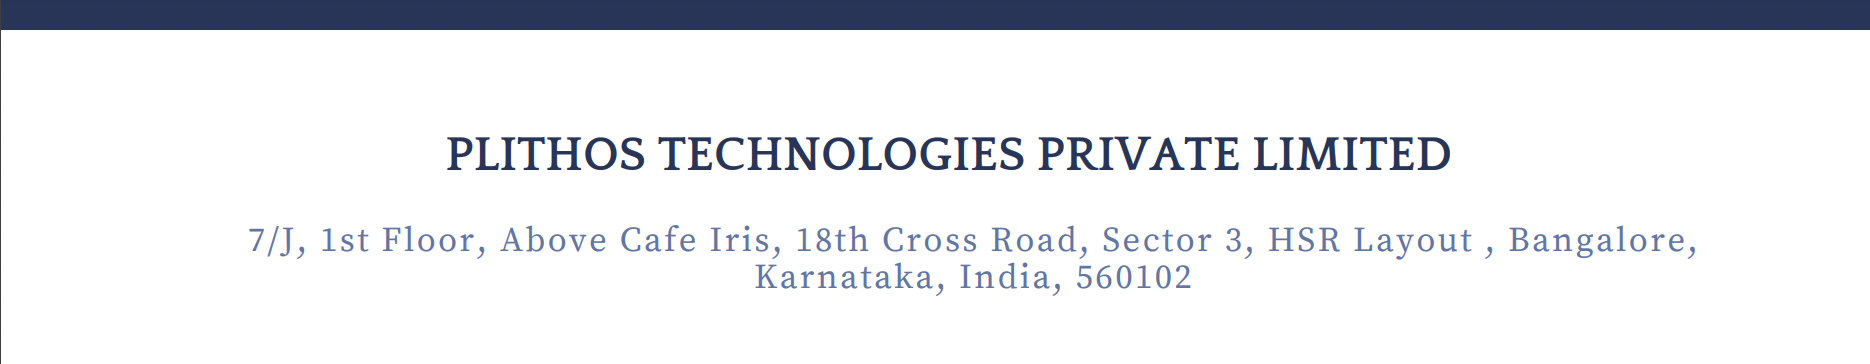 PLITHOS TECHNOLOGIES PRIVATE LIMITED
7/J, 1st Floor, Above Cafe Iris, 18th Cross Road, Sector 3, HSR Layout , Bangalore,
Karnataka, India, 560102